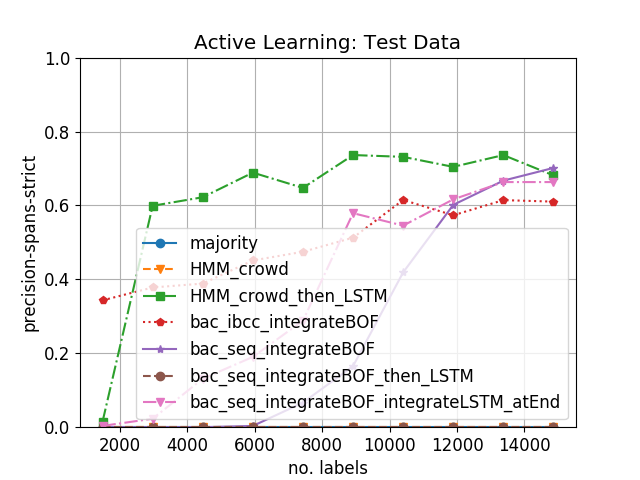 Active Learning: Test Data
precision-spans-strict
1.0
0.8
0.6
0.4
0.2
0.0
majority
HMM_crowd
HMM_crowd_then_LSTM
bac_ibcc_integrateBOF
bac_seq_integrateBOF
bac_seq_integrateBOF_then_LSTM
bac_seq_integrateBOF_integrateLSTM_atEnd
2000 4000 6000 8000 10000 12000 14000
no. labels